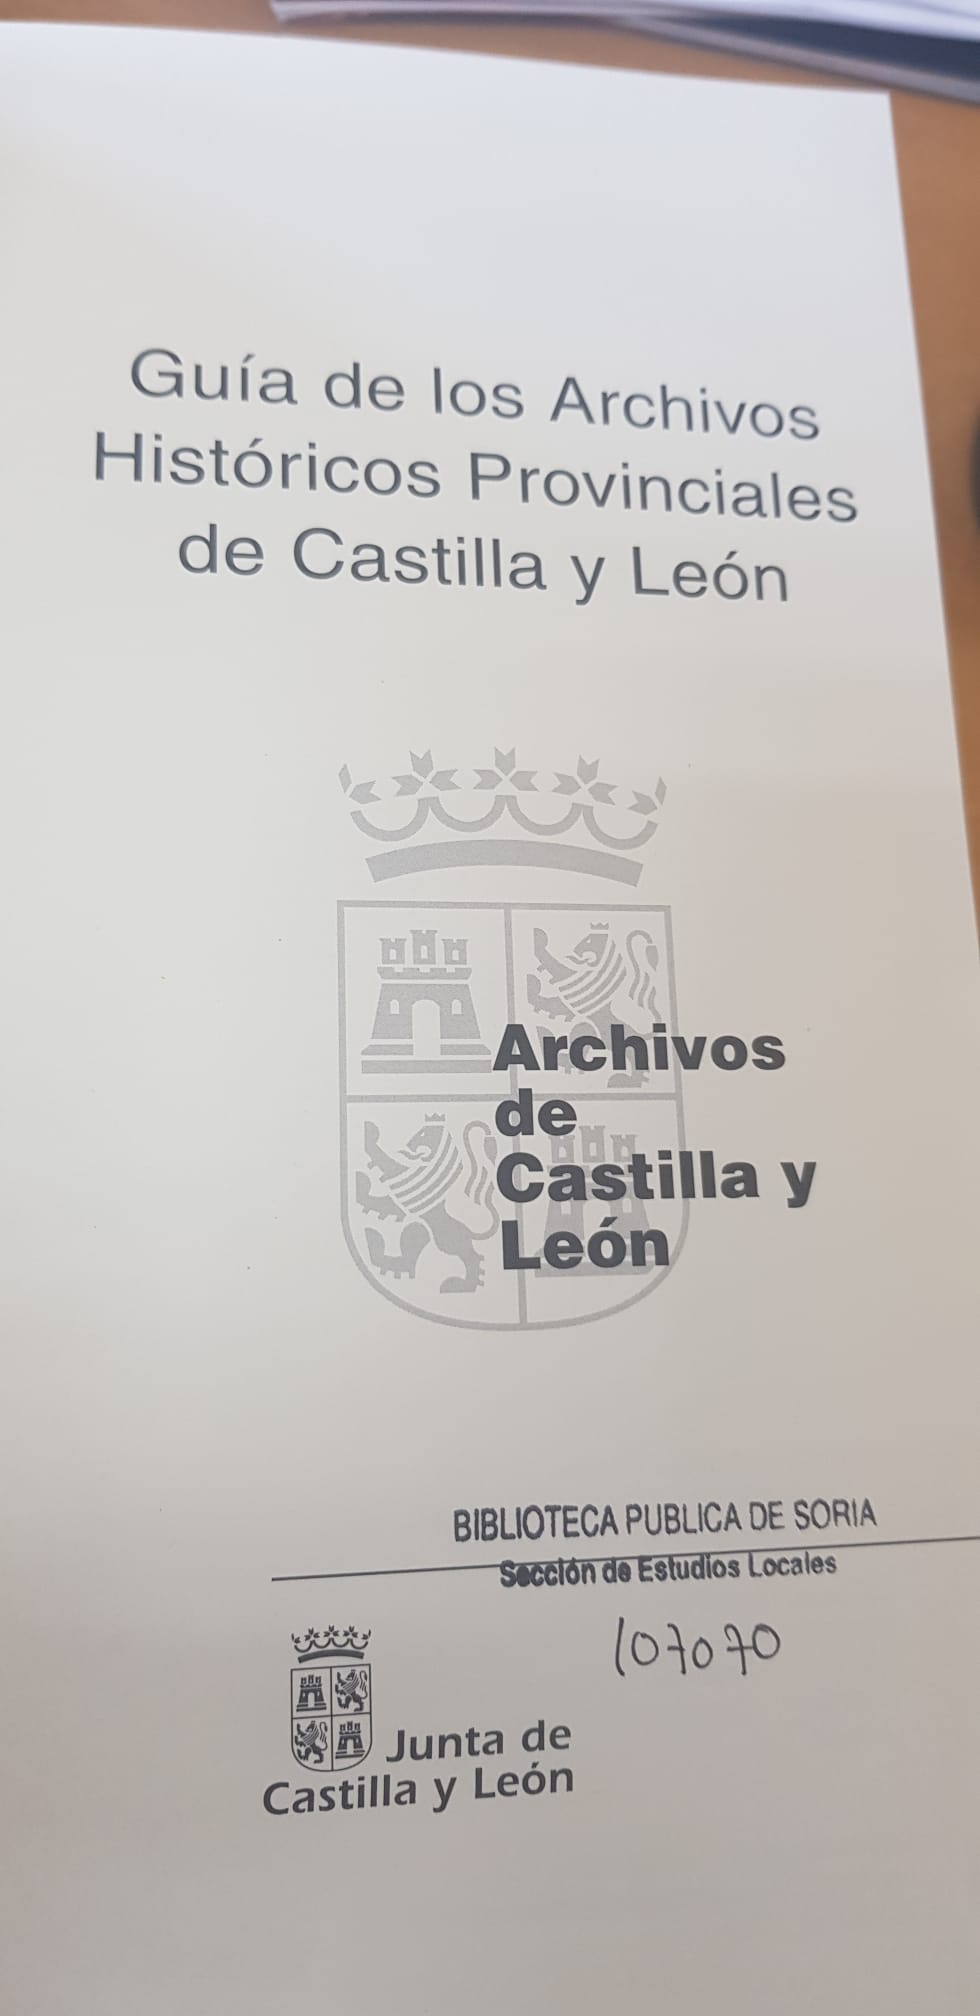 Guía de los Archivos
Históricos Provinciales
de Castilla y León
Archivos
de
Castilla y
León
BIBLIOTECA PUBLICA DE SORIA
Sección de Estudios Locales
107070
Junta de
Castilla y León